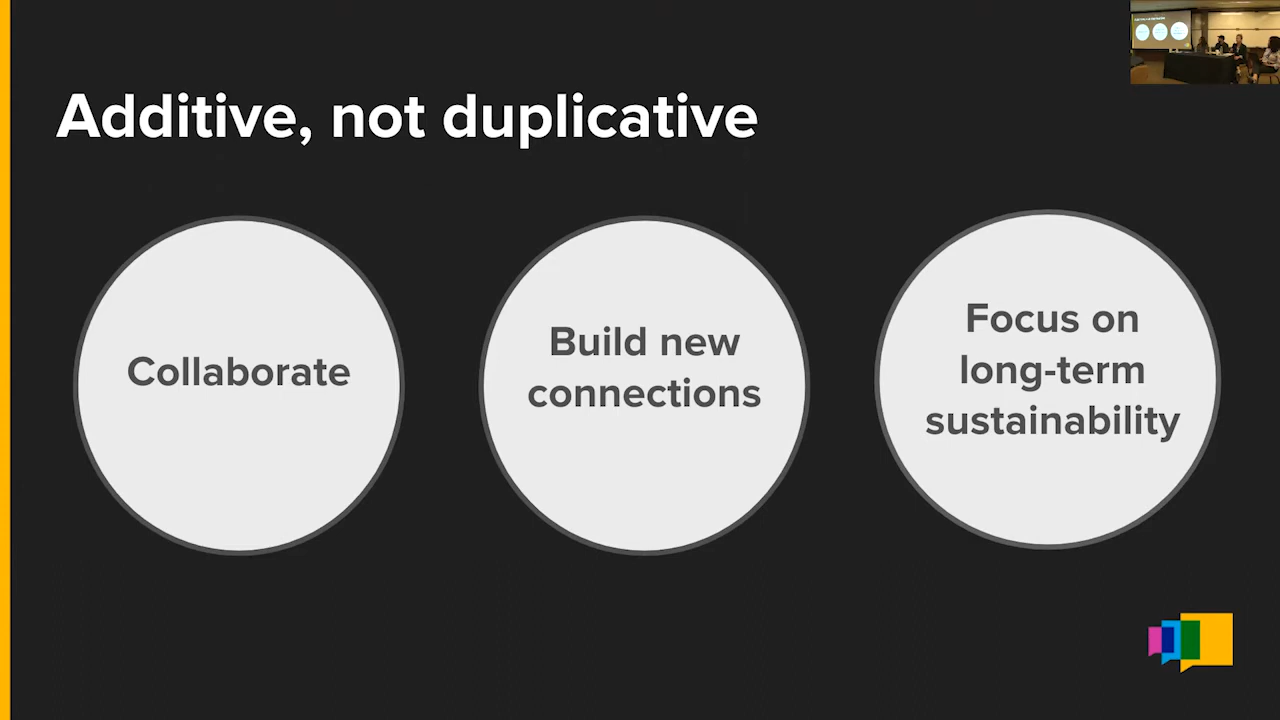 Additive, not duplicative
Collaborate
Build new
connections
Focus on
long-term
sustainability